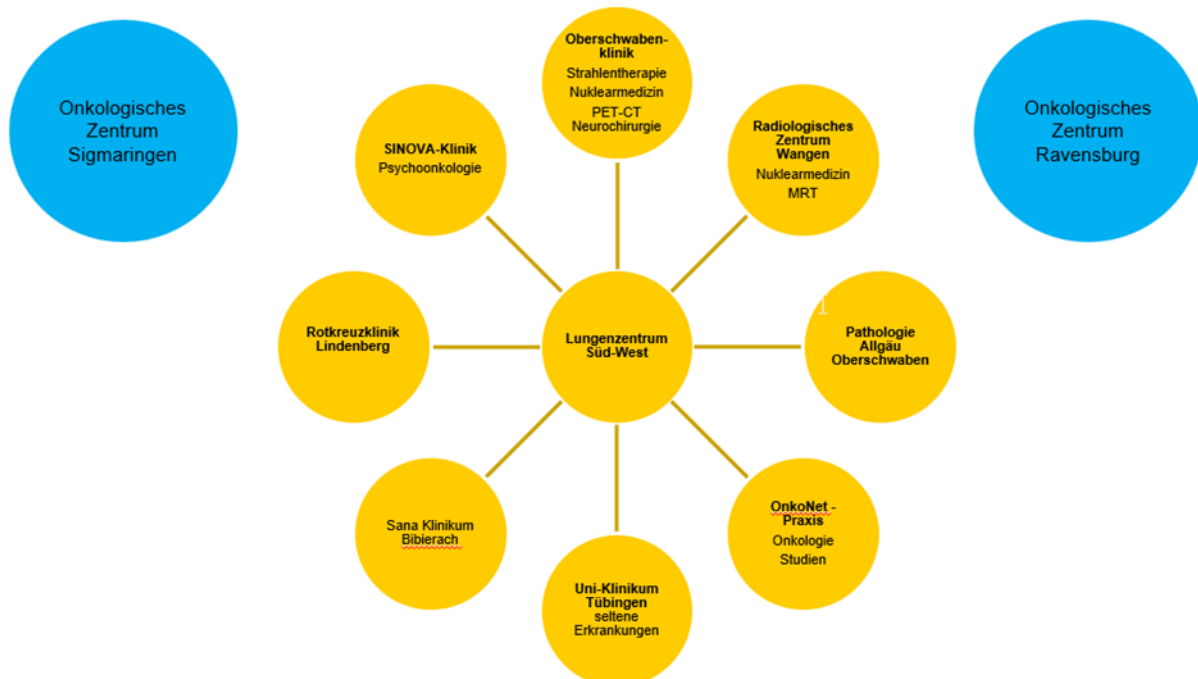 Onkologisches
Zentrum
Sigmaringen
Oberschwaben-
klinik
Strahlentherapie
Nuklearmedizin
PET-CT
Neurochirurgie
Onkologisches
Zentrum
Ravensburg
SINOVA-Klinik
Psychoonkologie
Radiologisches
Zentrum
Wangen
Nuklearmedizin
MRT
Rotkreuzklinik
Lindenberg
Lungenzentrum
Süd-West
Pathologie
Allgäu
Oberschwaben
Sana Klinikum
Bibierach
OnkoNet -
Praxis
Onkologie
Studien
Uni-Klinikum
Tübingen
seltene
Erkrankungen